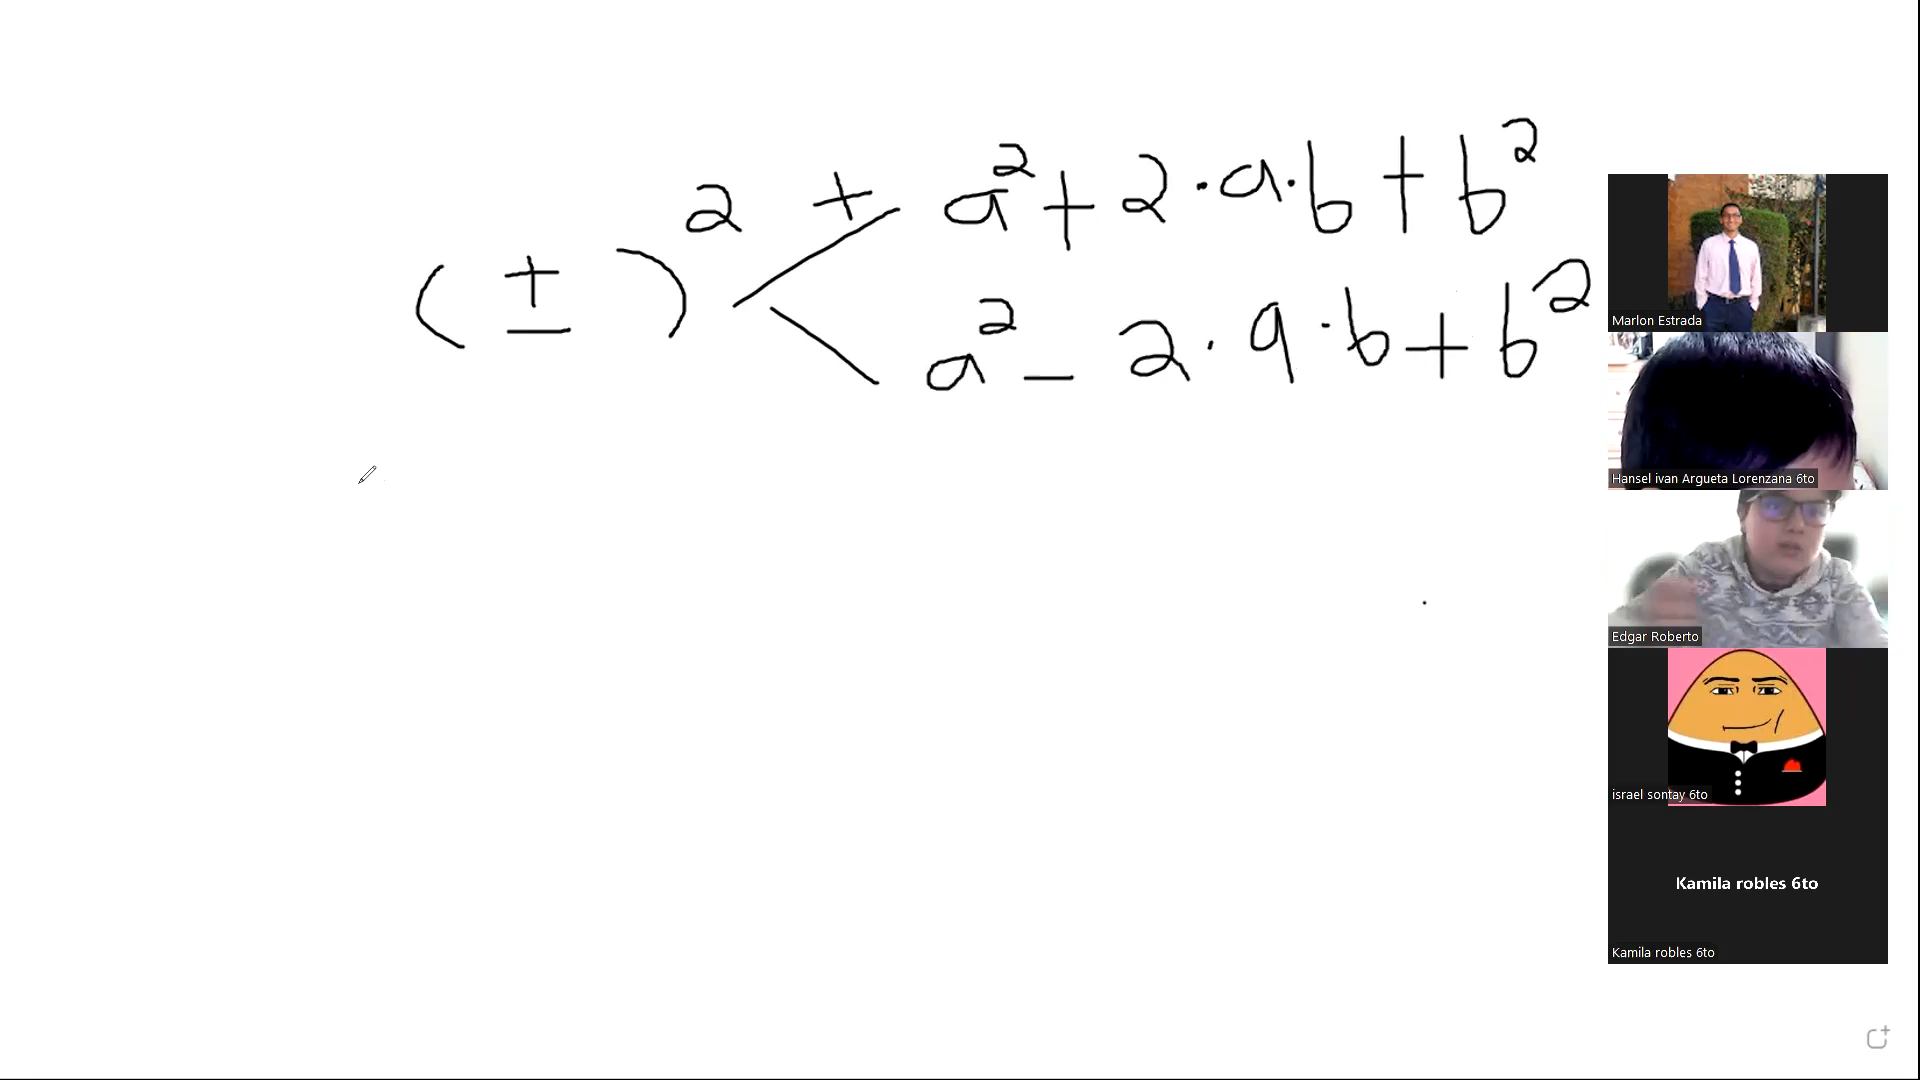 ( ± )² + a² + 2·a·b + b²
a² - 2·a·b + b²
Marlon Estrada
Hansel ivan Argueta Lorenzana 6to
Edgar Roberto
israel sontay 6to
Kamila robles 6to
Kamila robles 6to